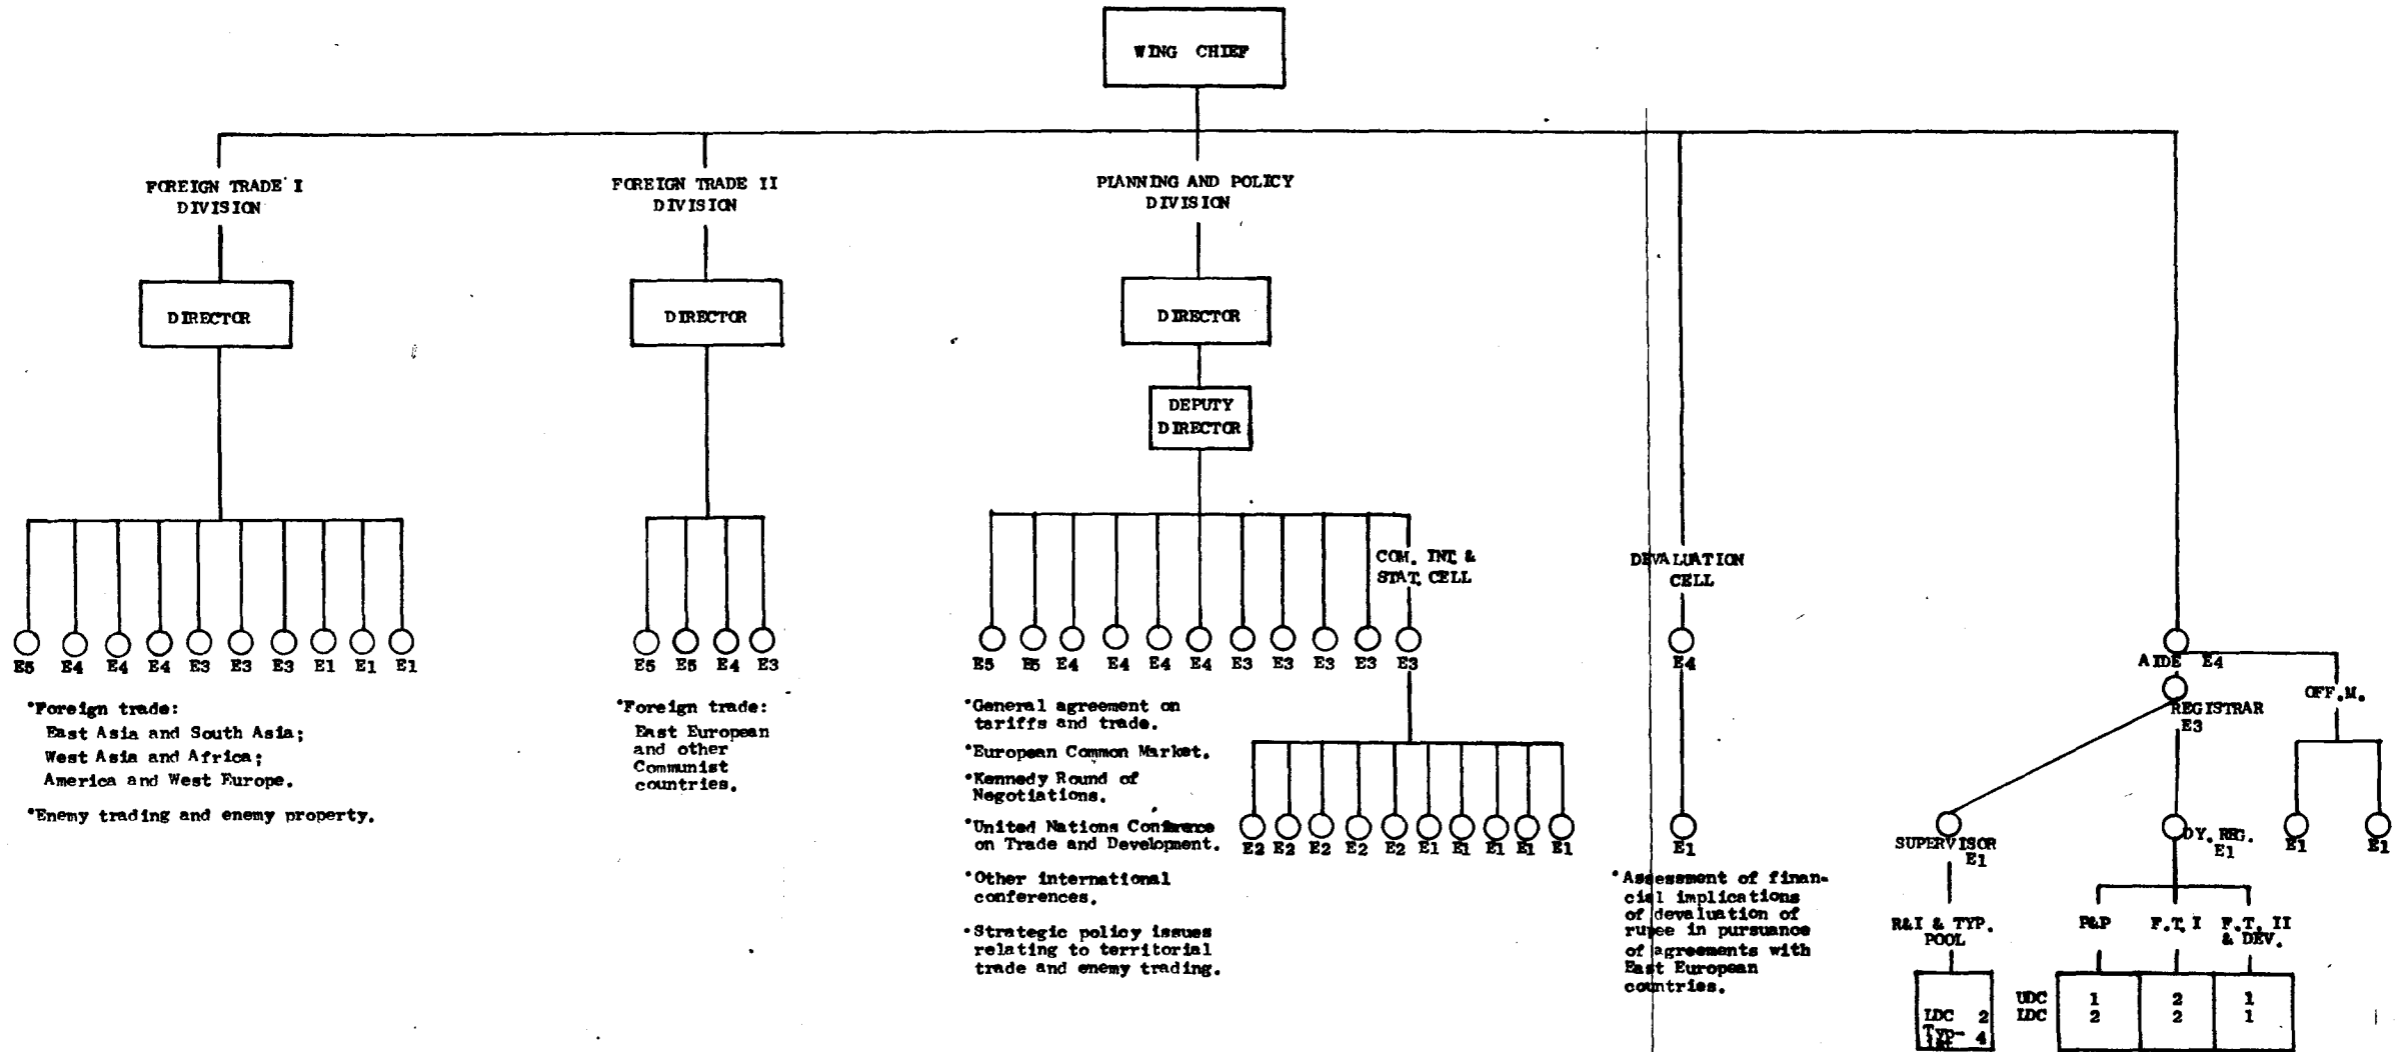 WING CHIEF
FOREIGN TRADE I
DIVISION
FOREIGN TRADE II
DIVISION
PLANNING AND POLICY
DIVISION
DIRECTOR
DIRECTOR
DIRECTOR
DEPUTY
DIRECTOR
COM. INT. &
STAT. CELL
DEVALUATION
CELL
E5 E4 E4 E4 E3 E3 E3 E1 E1 E1
E5 E5 E4 E3
E5 E5 E4 E4 E4 E4 E3 E3 E3 E3 E3
E4
AIDE E4
REGISTRAR
E3
OFF.M.
*Foreign trade:
East Asia and South Asia;
West Asia and Africa;
America and West Europe.
*Enemy trading and enemy property.
*Foreign trade:
East European
and other
Communist
countries.
*General agreement on
tariffs and trade.
*European Common Market.
*Kennedy Round of
Negotiations.
*United Nations Conference
on Trade and Development.
*Other international
conferences.
*Strategic policy issues
relating to territorial
trade and enemy trading.
E2 E2 E2 E2 E2 E1 E1 E1 E1 E1
E1
*Assessment of finan-
cial implications
of devaluation of
rupee in pursuance
of agreements with
East European
countries.
SUPERVISOR
E1
DY. REG.
E1
E1
E1
R&I & TYP.
POOL
P&P
F.T. I
F.T. II
& DEV.
LDC 2
Typ-
ist 4
UDC 1 2 1
LDC 2 2 1